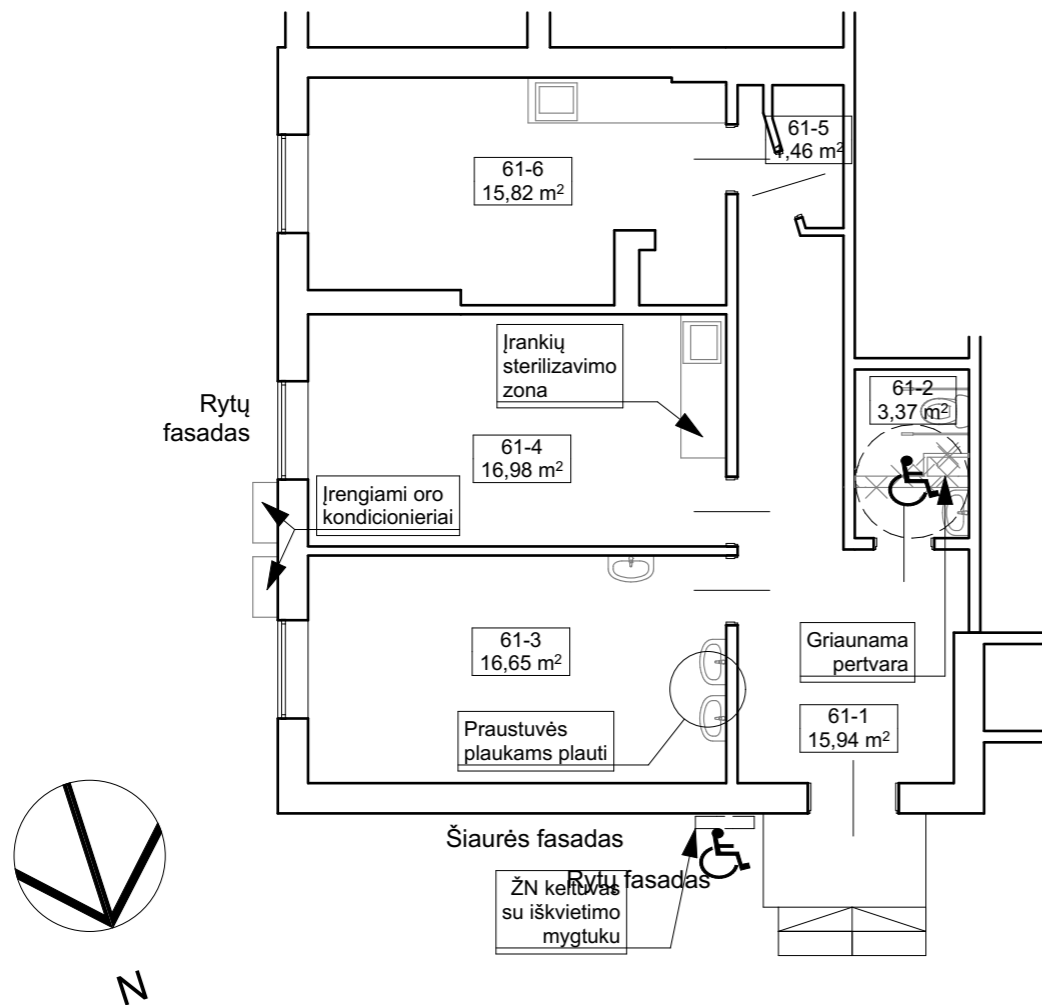 61-5
1,46 m²
61-6
15,82 m²
Įrankių
sterilizavimo
zona
61-2
3,37 m²
Rytų
fasadas
61-4
16,98 m²
Įrengiami oro
kondicionieriai
61-3
16,65 m²
Griaunama
pertvara
61-1
15,94 m²
Praustuvės
plaukams plauti
Šiaurės fasadas
Rytų fasadas
ŽN keltuvas
su iškvietimo
mygtuku
N